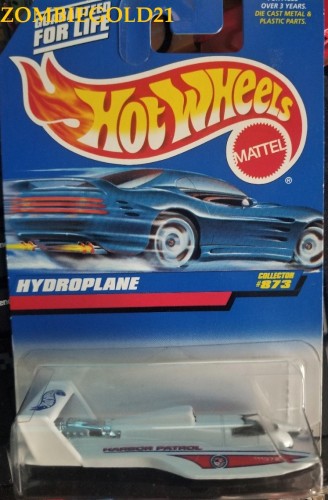 ZOMBIEGOLD21
GUARANTEED
FOR LIFE
OVER 3 YEARS.
DIE CAST METAL &
PLASTIC PARTS.
Hot Wheels
MATTEL
®
HYDROPLANE
COLLECTOR
#873
HARBOR PATROL